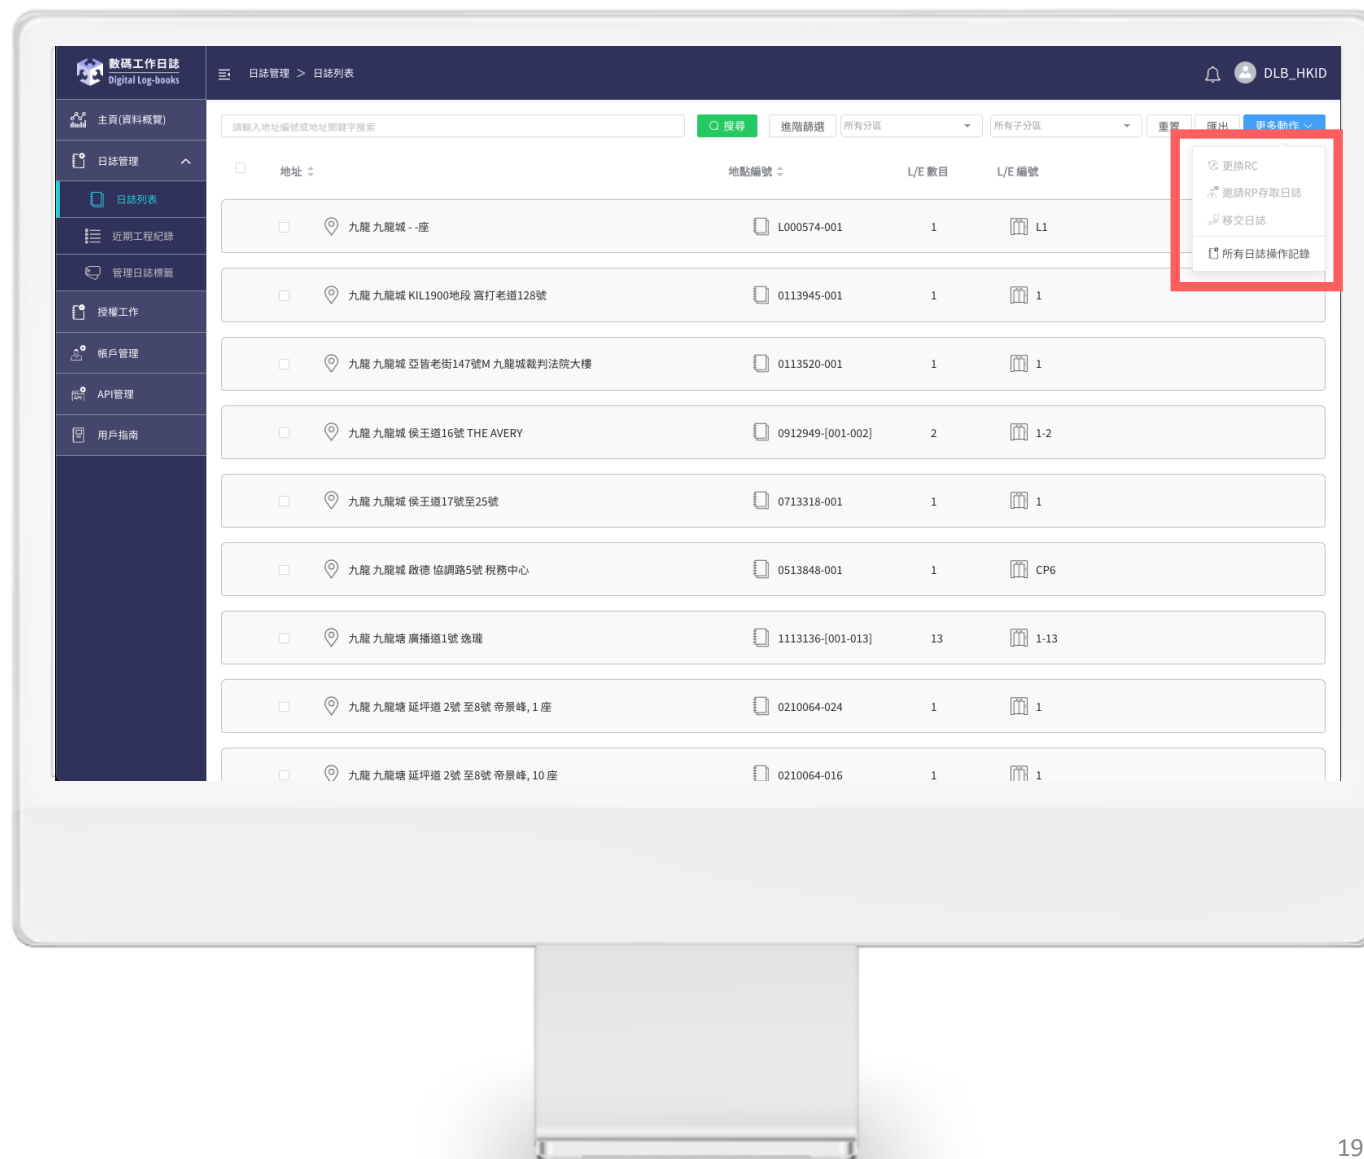 數碼工作日誌
Digital Log-books
日誌管理 > 日誌列表
DLB_HKID
主頁(資料概覽)
日誌管理
日誌列表
近期工程紀錄
管理日誌標籤
授權工作
帳戶管理
API管理
用戶指南
請輸入地址編號或地址關鍵字搜索 搜尋 進階篩選 所有分區 所有子分區 重置 匯出 更多動作
更換RC
邀請RP存取日誌
移交日誌
所有日誌操作記錄
地址 地點編號 L/E 數目 L/E 編號
九龍 九龍城 - -座 L000574-001 1 L1
九龍 九龍城 KIL1900地段 窩打老道128號 0113945-001 1 1
九龍 九龍城 亞皆老街147號M 九龍城裁判法院大樓 0113520-001 1 1
九龍 九龍城 侯王道16號 THE AVERY 0912949-[001-002] 2 1-2
九龍 九龍城 侯王道17號至25號 0713318-001 1 1
九龍 九龍城 啟德 協調路5號 稅務中心 0513848-001 1 CP6
九龍 九龍塘 廣播道1號 逸瓏 1113136-[001-013] 13 1-13
九龍 九龍塘 延坪道 2號 至8號 帝景峰, 1 座 0210064-024 1 1
九龍 九龍塘 延坪道 2號 至8號 帝景峰, 10 座 0210064-016 1 1
19